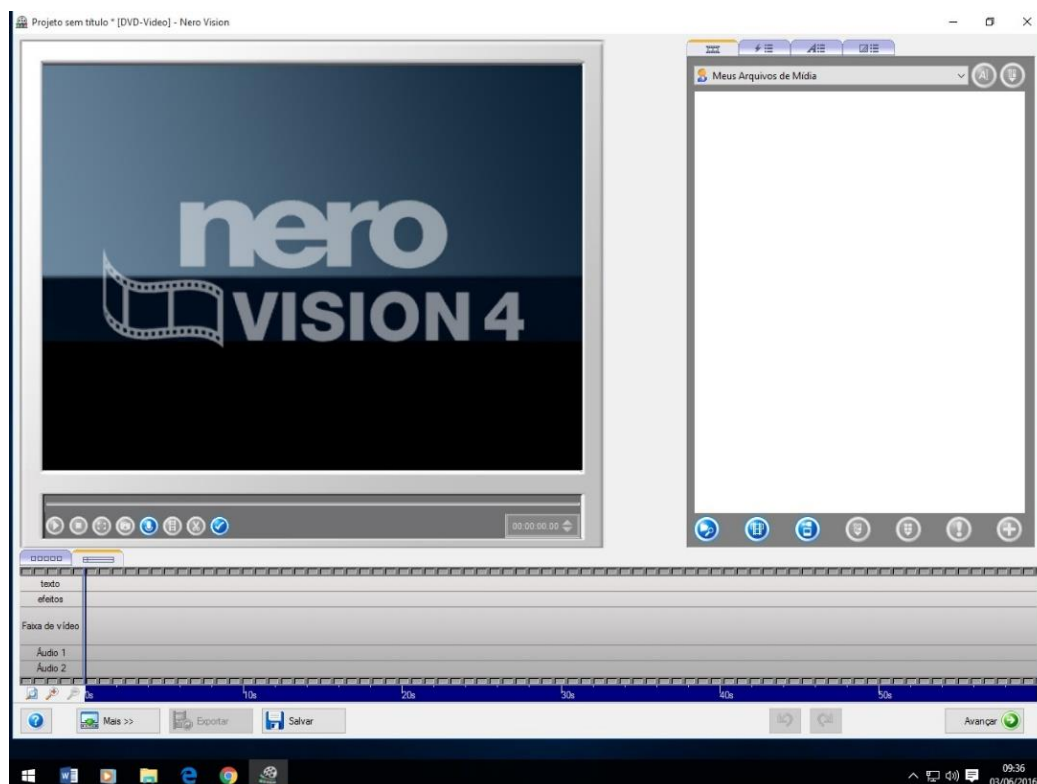 Projeto sem título * [DVD-Video] - Nero Vision
Meus Arquivos de Mídia
A
nero
VISION 4
00:00:00.00
texto
efeitos
Faixa de vídeo
Áudio 1
Áudio 2
0s 10s 20s 30s 40s 50s
Mais >> Exportar Salvar Avançar
09:36
03/06/2016